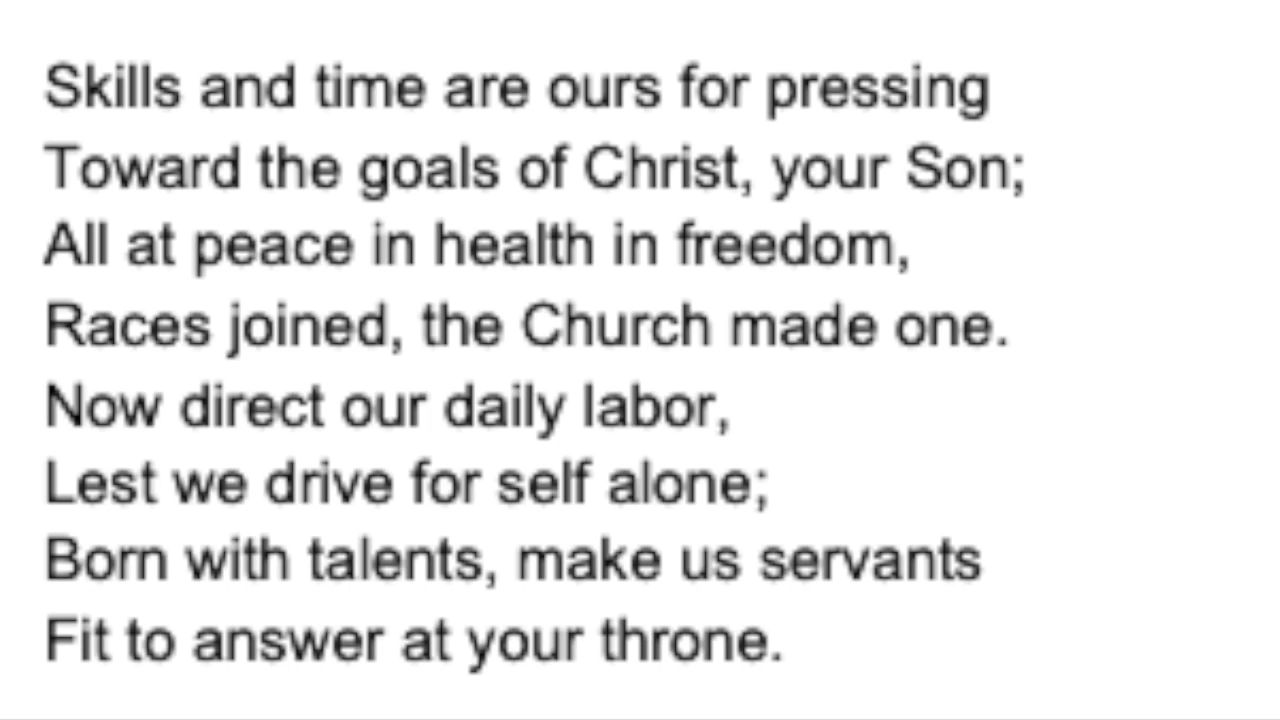 Skills and time are ours for pressing
Toward the goals of Christ, your Son;
All at peace in health in freedom,
Races joined, the Church made one.
Now direct our daily labor,
Lest we drive for self alone;
Born with talents, make us servants
Fit to answer at your throne.